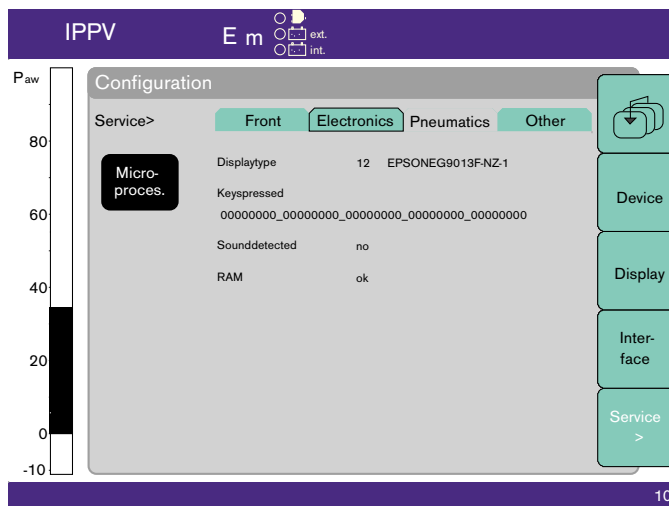 IPPV
E m
ext.
int.
Paw
80
60
40
20
0
-10
Configuration
Service>
Front
Electronics
Pneumatics
Other
Micro-
proces.
Displaytype 12 EPSONEG9013F-NZ-1
Keyspressed
00000000_00000000_00000000_00000000_00000000
Sounddetected no
RAM ok
Device
Display
Inter-
face
Service
>
10